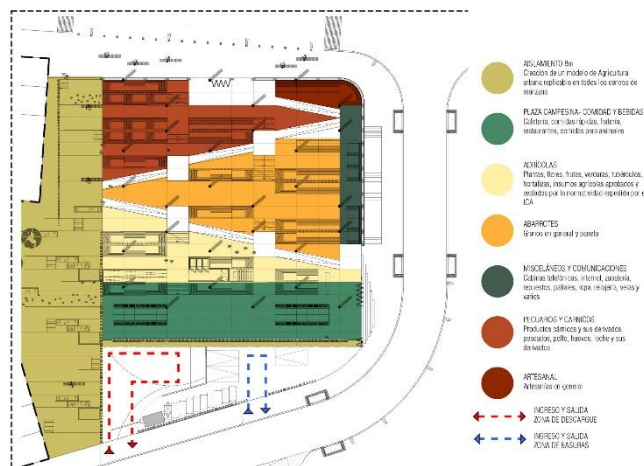 AISLAMIENTO 8m
Creación de un modelo de Agricultura
urbana replicable en todos los centros de
manzana
PLAZA CAMPESINA- COMIDAD Y BEBIDAS
Cafetería, comidas rápidas, frutería,
restaurantes, comidas para animales
AGRÍCOLAS
Plantas, flores, frutas, verduras, tubérculos,
hortalizas, insumos agrícolas aprobados y
avalados por la normatividad expedida por el
ICA
ABARROTES
Granos en general y panela
MISCELÁNEOS Y COMUNICACIONES
Cabinas telefónicas, internet, zapatería,
repuestos, pañales, ropa, relojería, velas y
varios
PECUARIOS Y CARNICOS
Productos cárnicos y sus derivados,
pescados, pollo, huevos, leche y sus
derivados
ARTESANAL
Artesanías en general
INGRESO Y SALIDA
ZONA DE DESCARGUE
INGRESO Y SALIDA
ZONA DE BASURAS